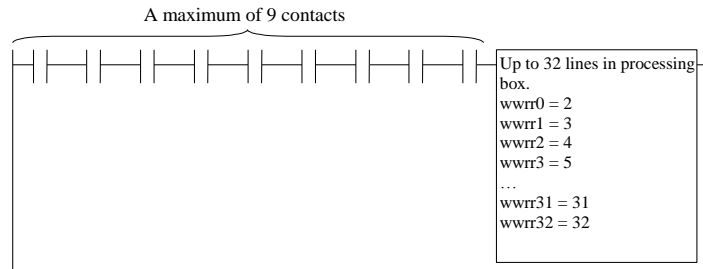 A maximum of 9 contacts
Up to 32 lines in processing
box.
wwrr0 = 2
wwrr1 = 3
wwrr2 = 4
wwrr3 = 5
…
wwrr31 = 31
wwrr32 = 32